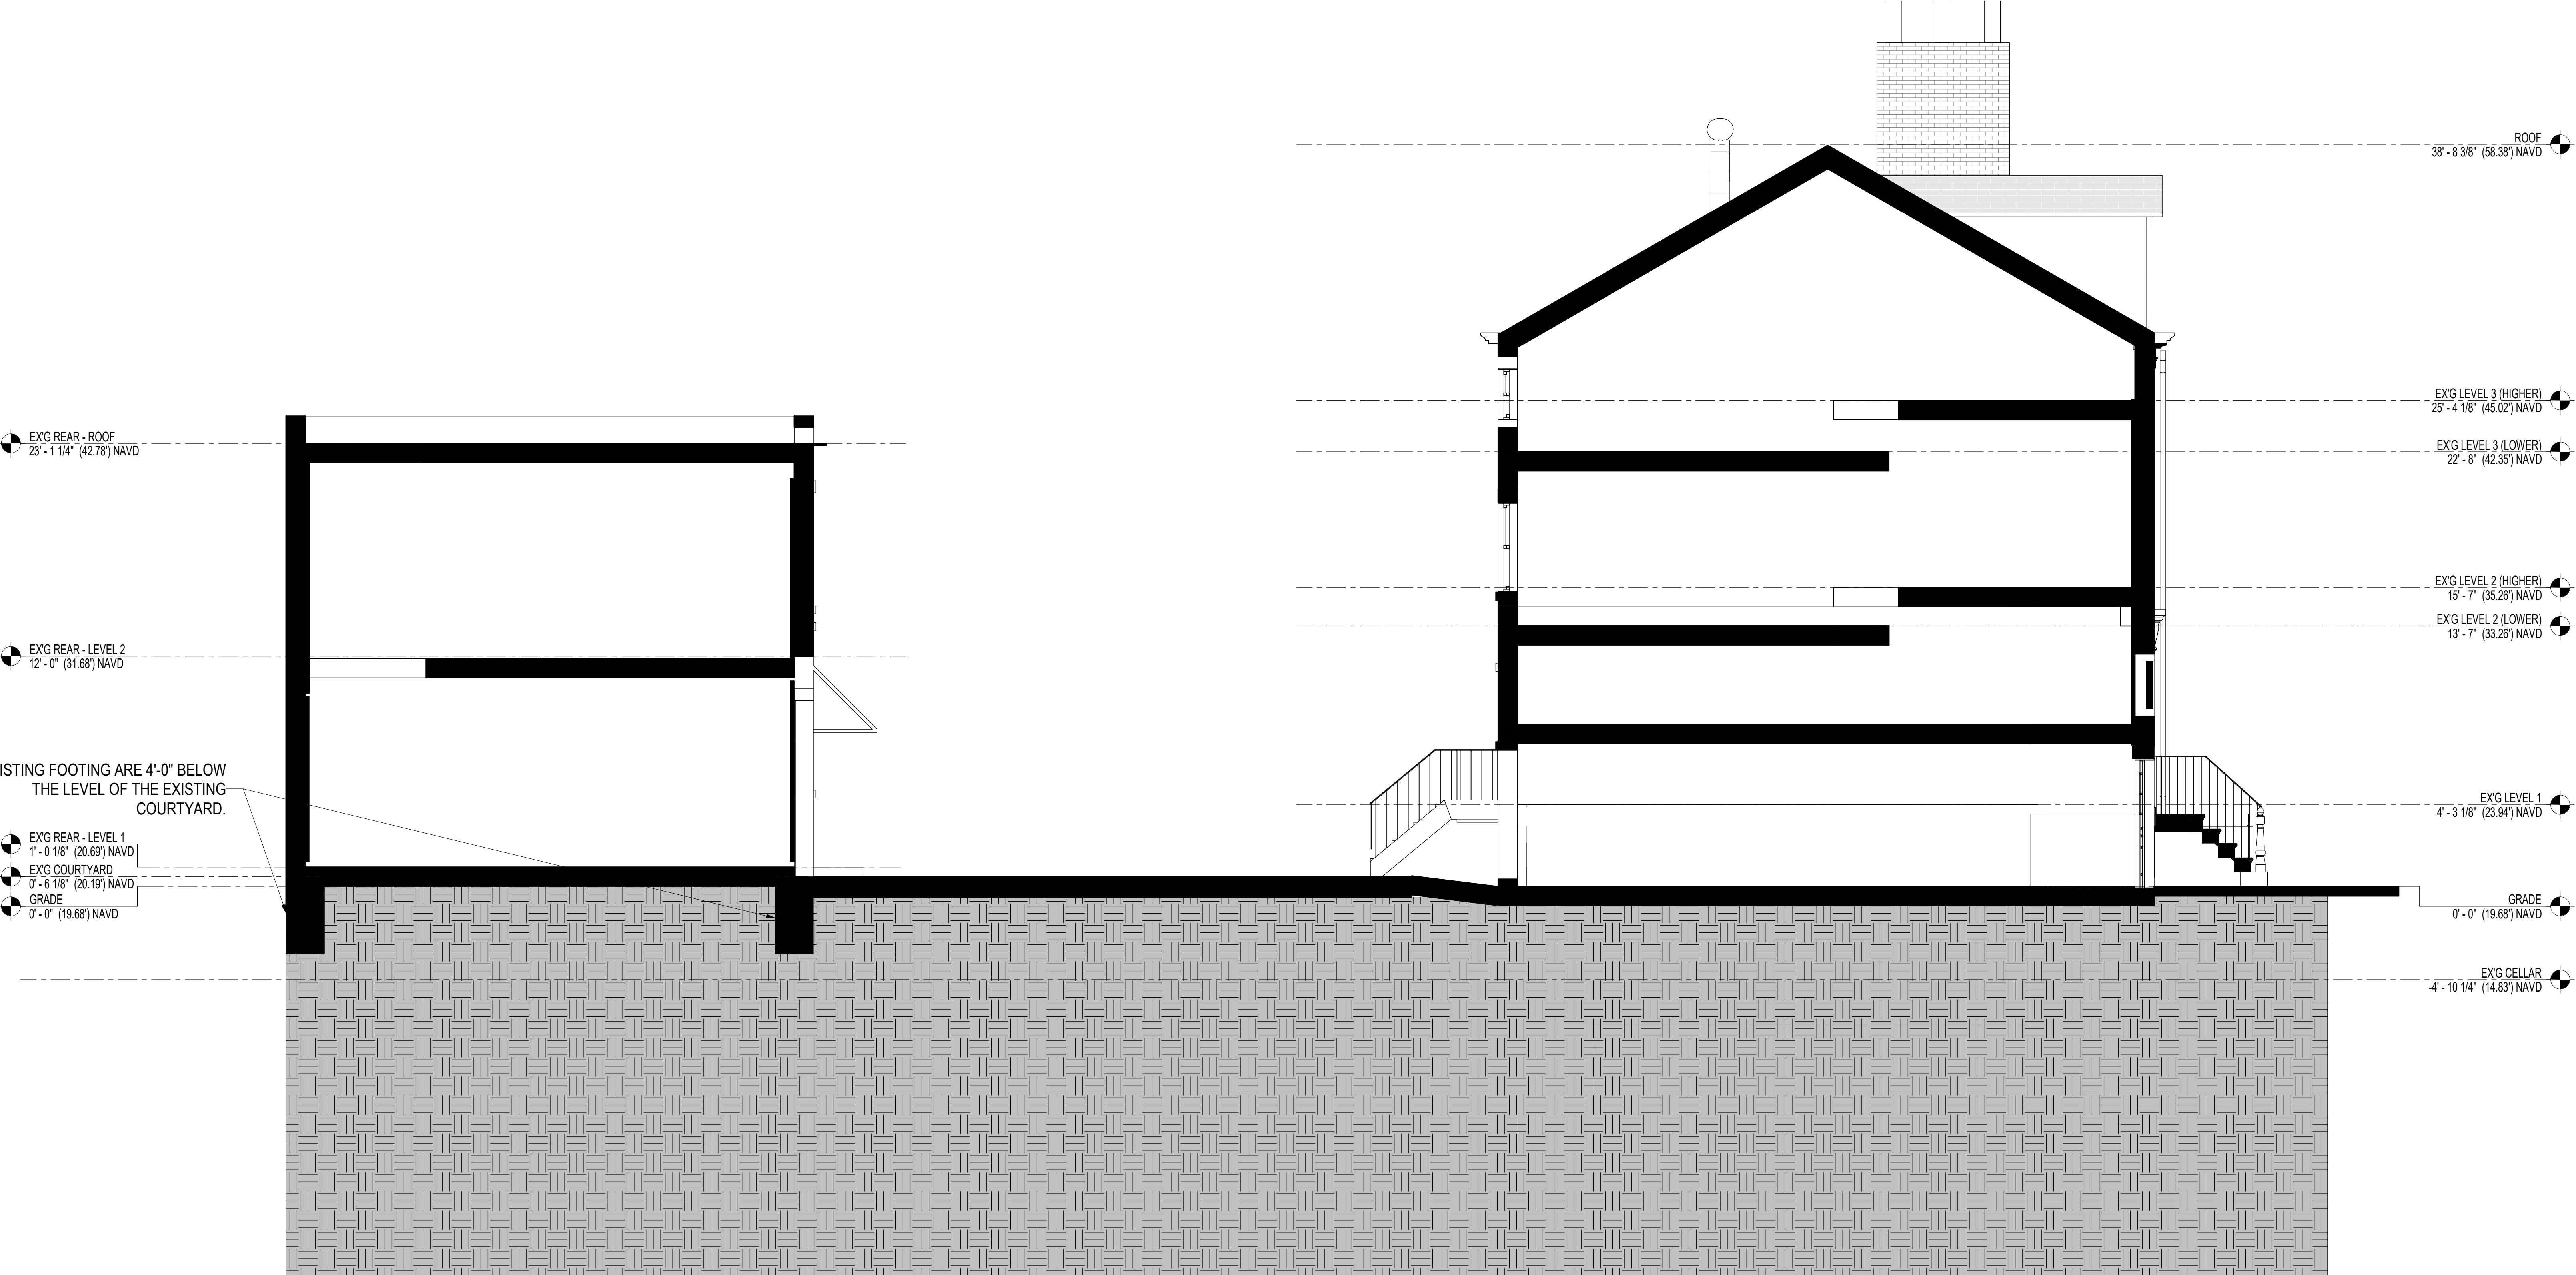 ROOF
38' - 8 3/8" (58.38') NAVD
EX'G LEVEL 3 (HIGHER)
25' - 4 1/8" (45.02') NAVD
EX'G LEVEL 3 (LOWER)
22' - 8" (42.35') NAVD
EX'G LEVEL 2 (HIGHER)
15' - 7" (35.26') NAVD
EX'G LEVEL 2 (LOWER)
13' - 7" (33.26') NAVD
EX'G LEVEL 1
4' - 3 1/8" (23.94') NAVD
GRADE
0' - 0" (19.68') NAVD
EX'G CELLAR
-4' - 10 1/4" (14.83') NAVD
EX'G REAR - ROOF
23' - 1 1/4" (42.78') NAVD
EX'G REAR - LEVEL 2
12' - 0" (31.68') NAVD
ISTING FOOTING ARE 4'-0" BELOW
THE LEVEL OF THE EXISTING
COURTYARD.
EX'G REAR - LEVEL 1
1' - 0 1/8" (20.69') NAVD
EX'G COURTYARD
0' - 6 1/8" (20.19') NAVD
GRADE
0' - 0" (19.68') NAVD